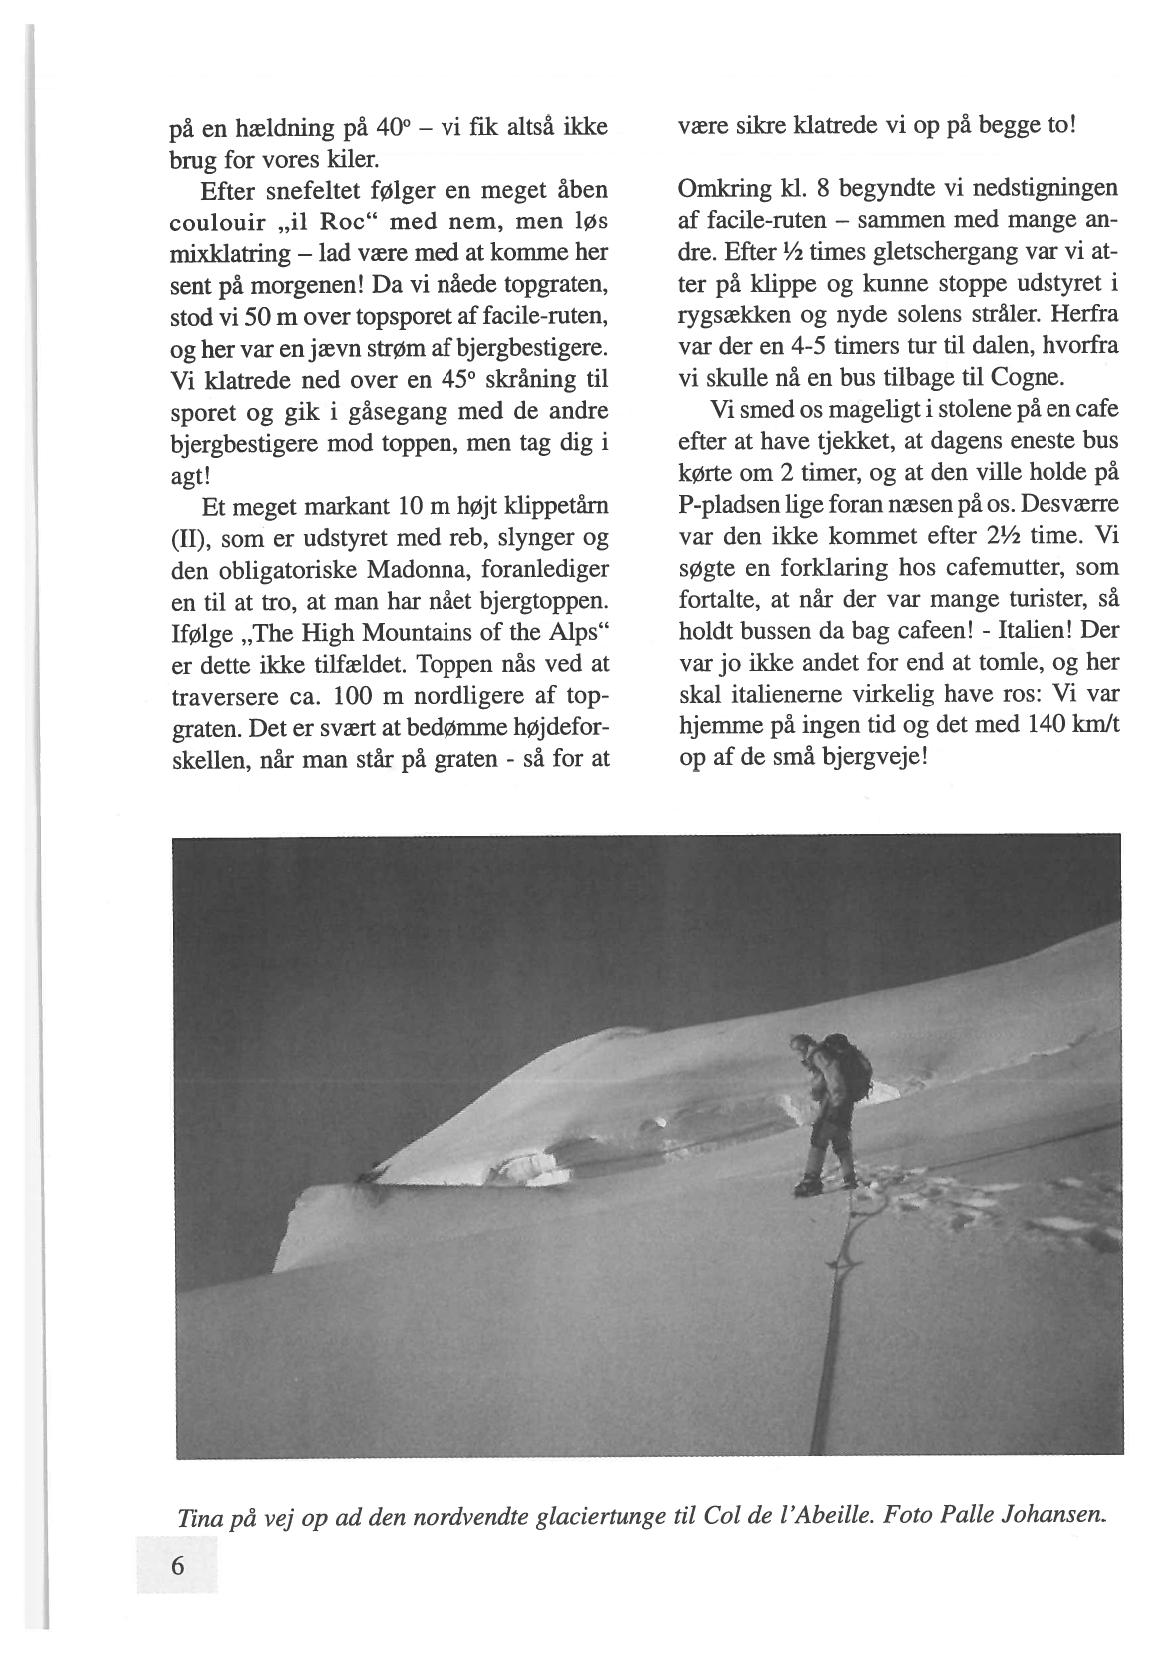 på en hældning på 40° – vi fik altså ikke
brug for vores kiler.
Efter snefeltet følger en meget åben
coulouir „il Roc“ med nem, men løs
mixklatring – lad være med at komme her
sent på morgenen! Da vi nåede topgraten,
stod vi 50 m over topsporet af facile-ruten,
og her var en jævn strøm af bjergbestigere.
Vi klatrede ned over en 45° skråning til
sporet og gik i gåsegang med de andre
bjergbestigere mod toppen, men tag dig i
agt!
Et meget markant 10 m højt klippetårn
(II), som er udstyret med reb, slynger og
den obligatoriske Madonna, foranlediger
en til at tro, at man har nået bjergtoppen.
Ifølge „The High Mountains of the Alps“
er dette ikke tilfældet. Toppen nås ved at
traversere ca. 100 m nordligere af top-
graten. Det er svært at bedømme højdefor-
skellen, når man står på graten - så for at
være sikre klatrede vi op på begge to!
Omkring kl. 8 begyndte vi nedstigningen
af facile-ruten – sammen med mange an-
dre. Efter ½ times gletschergang var vi at-
ter på klippe og kunne stoppe udstyret i
rygsækken og nyde solens stråler. Herfra
var der en 4-5 timers tur til dalen, hvorfra
vi skulle nå en bus tilbage til Cogne.
Vi smed os mageligt i stolene på en cafe
efter at have tjekket, at dagens eneste bus
kørte om 2 timer, og at den ville holde på
P-pladsen lige foran næsen på os. Desværre
var den ikke kommet efter 2½ time. Vi
søgte en forklaring hos cafemutter, som
fortalte, at når der var mange turister, så
holdt bussen da bag cafeen! - Italien! Der
var jo ikke andet for end at tomle, og her
skal italienerne virkelig have ros: Vi var
hjemme på ingen tid og det med 140 km/t
op af de små bjergveje!
Tina på vej op ad den nordvendte glaciertunge til Col de l'Abeille. Foto Palle Johansen.
6